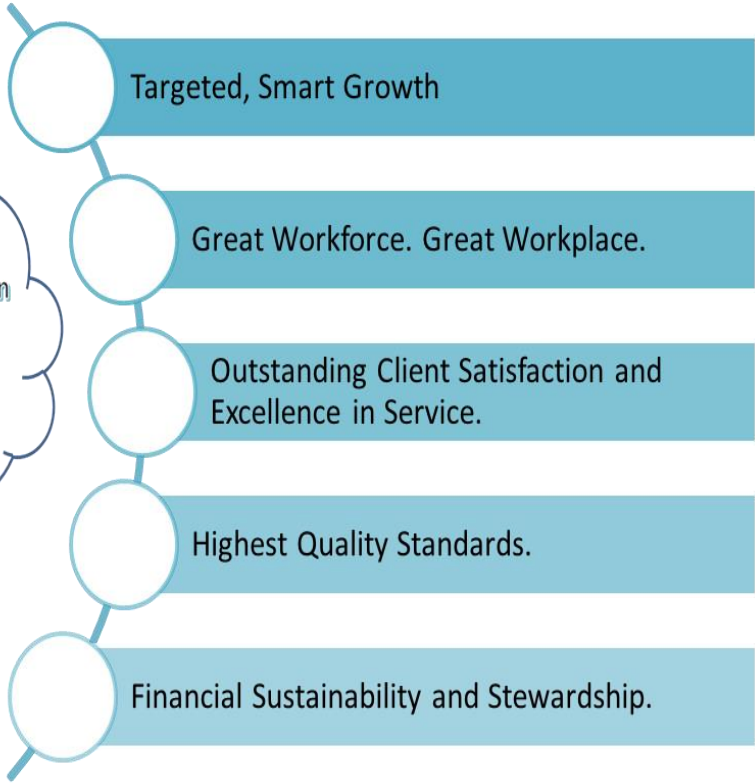 Targeted, Smart Growth
Great Workforce. Great Workplace.
Outstanding Client Satisfaction and
Excellence in Service.
Highest Quality Standards.
Financial Sustainability and Stewardship.